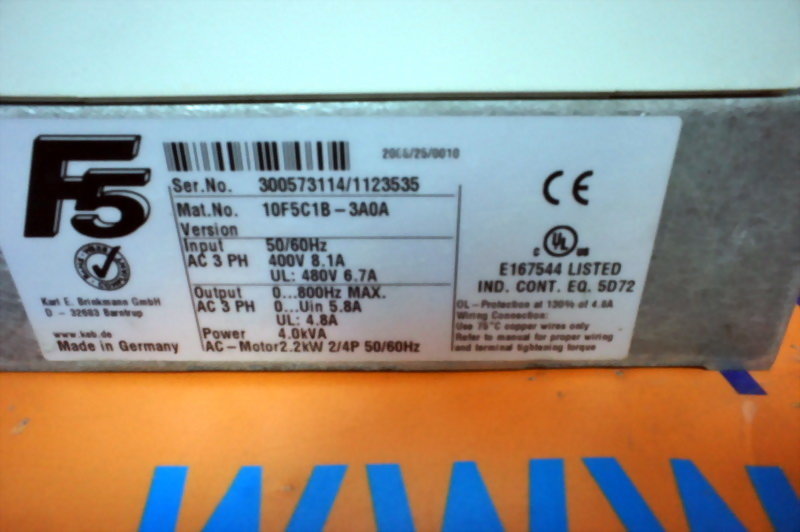 F5
Ser.No. 300573114/1123535
Mat.No. 10F5C1B-3A0A
Version
Input 50/60Hz
AC 3 PH 400V 8.1A
UL: 480V 6.7A
Output 0...800Hz MAX.
AC 3 PH 0...Uin 5.8A
UL: 4.8A
Power 4.0kVA
AC-Motor 2.2kW 2/4P 50/60Hz
Karl E. Brinkmann GmbH
D - 32683 Barntrup
www.keb.de
Made in Germany
CE
C UL US
E167544 LISTED
IND. CONT. EQ. 5D72
OL - Protection at 130% of 4.8A
Wiring Connection:
Use 75°C copper wires only
Refer to manual for proper wiring
and terminal tightening torque
WWW